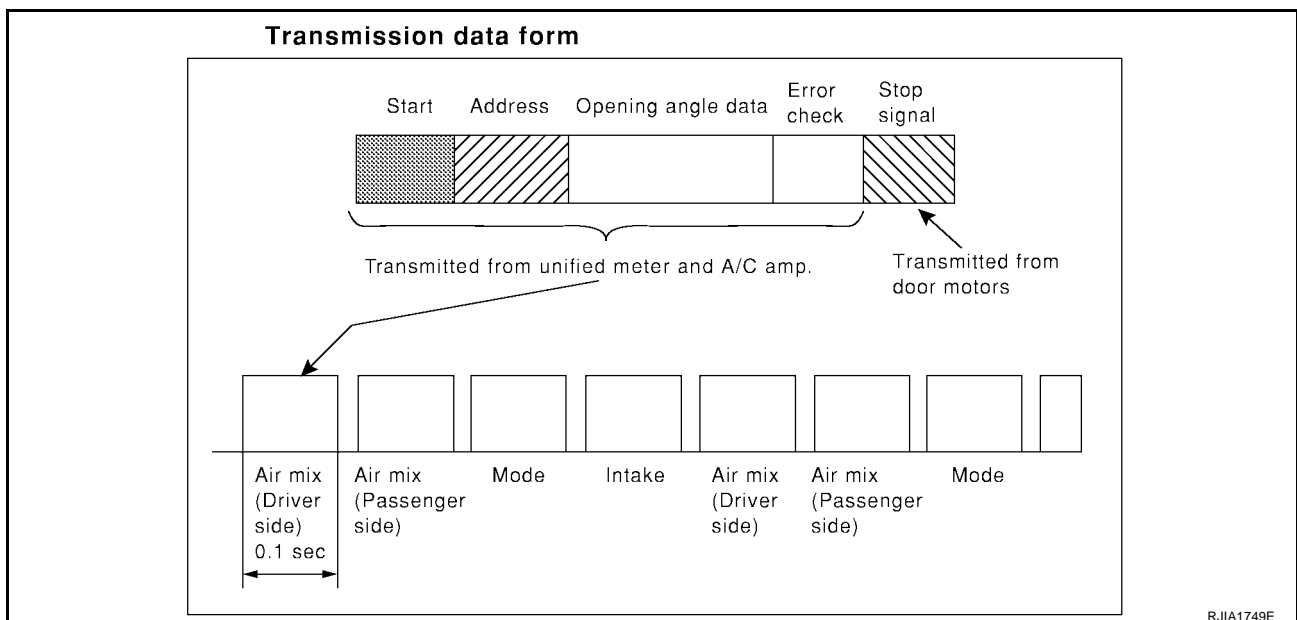 Transmission data form
Start
Address
Opening angle data
Error
check
Stop
signal
Transmitted from unified meter and A/C amp.
Transmitted from
door motors
Air mix
(Driver
side)
0.1 sec
Air mix
(Passenger
side)
Mode
Intake
Air mix
(Driver
side)
Air mix
(Passenger
side)
Mode
RJIA1749E